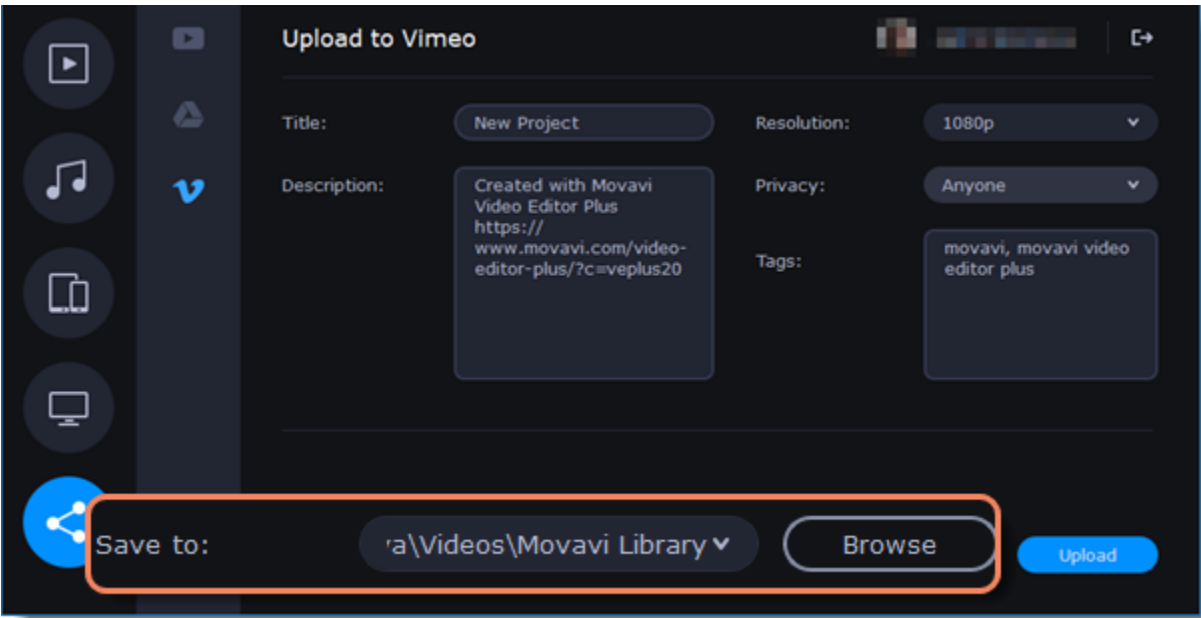 Upload to Vimeo
Title:
New Project
Resolution:
1080p
Description:
Created with Movavi
Video Editor Plus
https://
www.movavi.com/video-
editor-plus/?c=veplus20
Privacy:
Anyone
Tags:
movavi, movavi video
editor plus
Save to:
a\Videos\Movavi Library
Browse
Upload